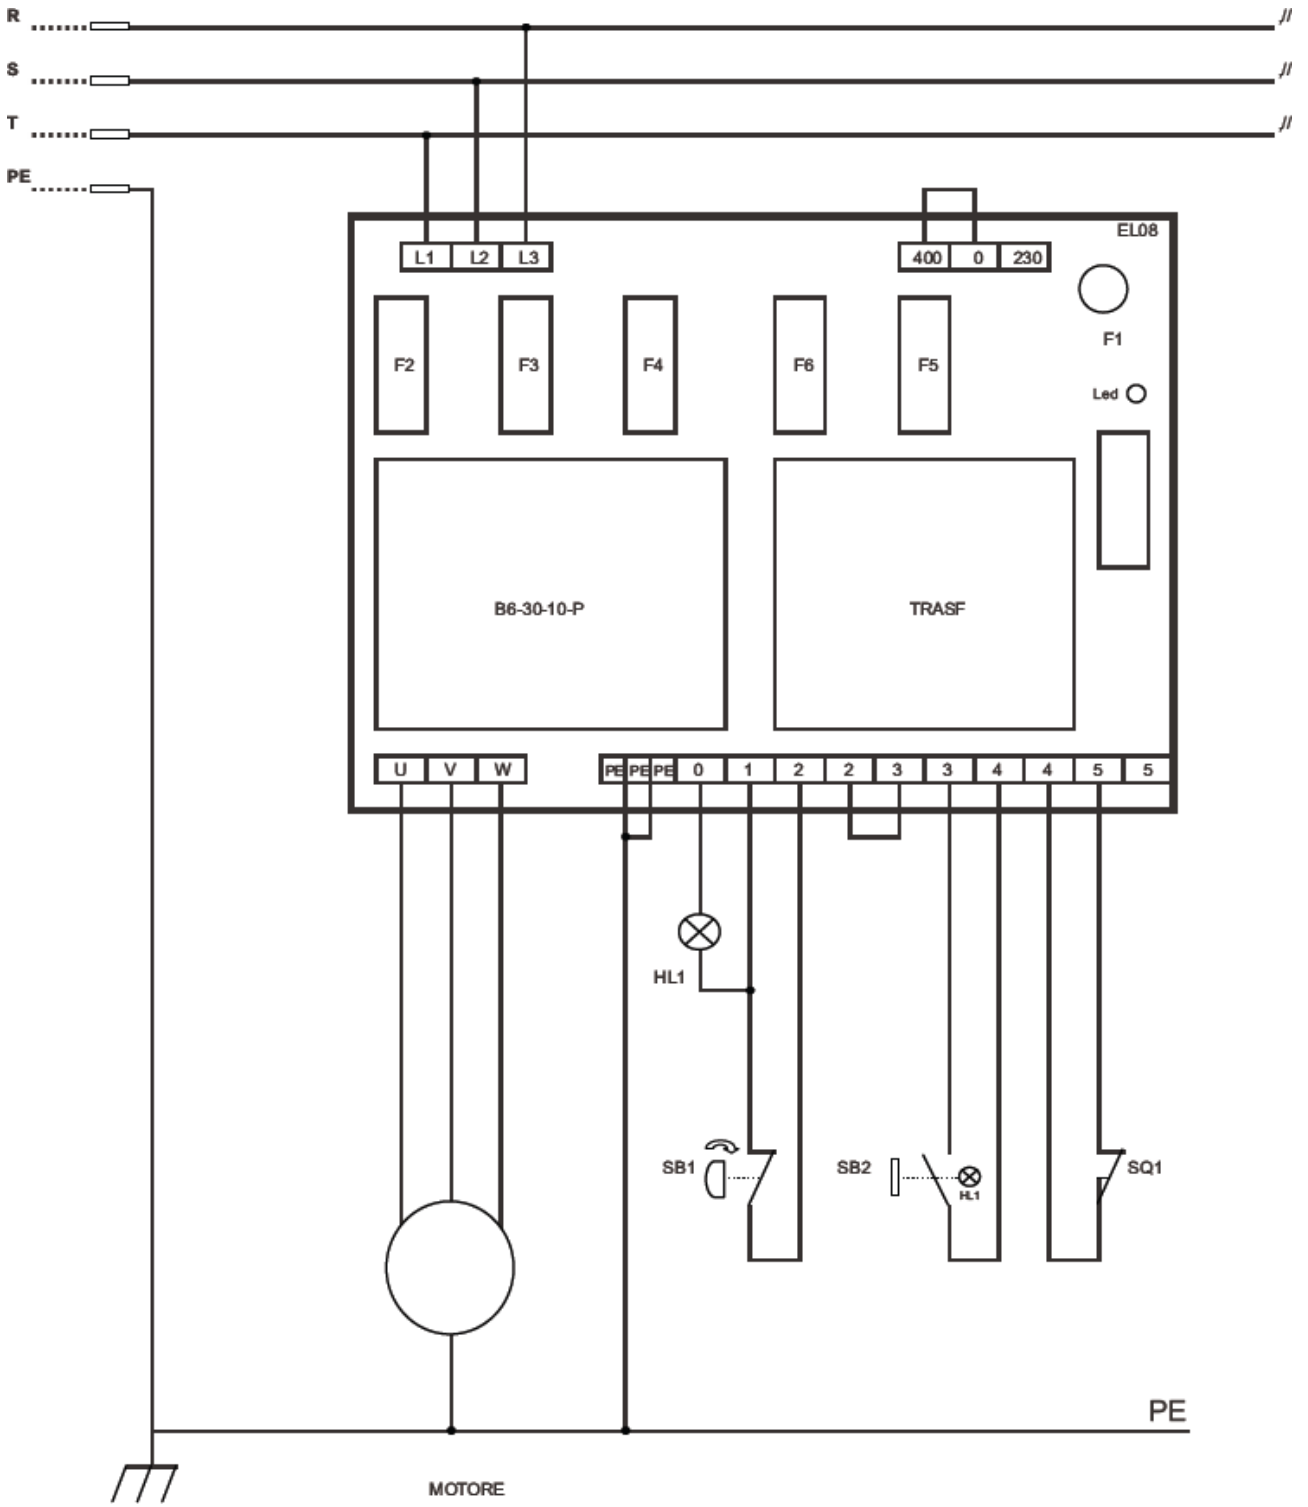 R
S
T
PE
EL08
L1 L2 L3
400 0 230
F1
F2 F3 F4 F6 F5
Led
B6-30-10-P
TRASF
U V W
PE PE PE 0 1 2 2 3 3 4 4 5 5
HL1
SB1
SB2
HL1
SQ1
PE
MOTORE